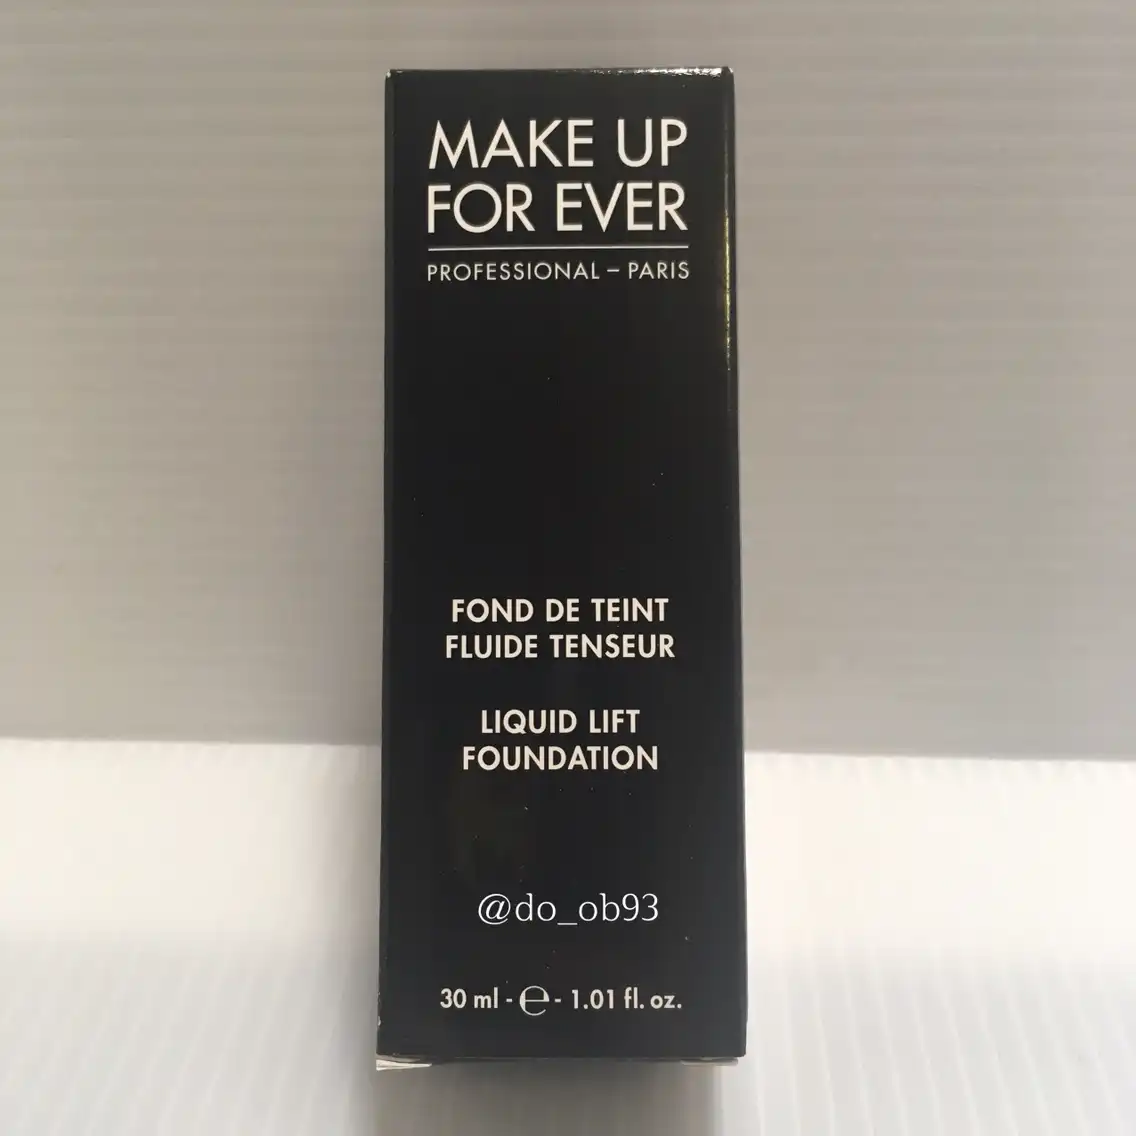 MAKE UP
FOR EVER
PROFESSIONAL – PARIS
FOND DE TEINT
FLUIDE TENSEUR
LIQUID LIFT
FOUNDATION
@do_ob93
30 ml - ℮ - 1.01 fl. oz.